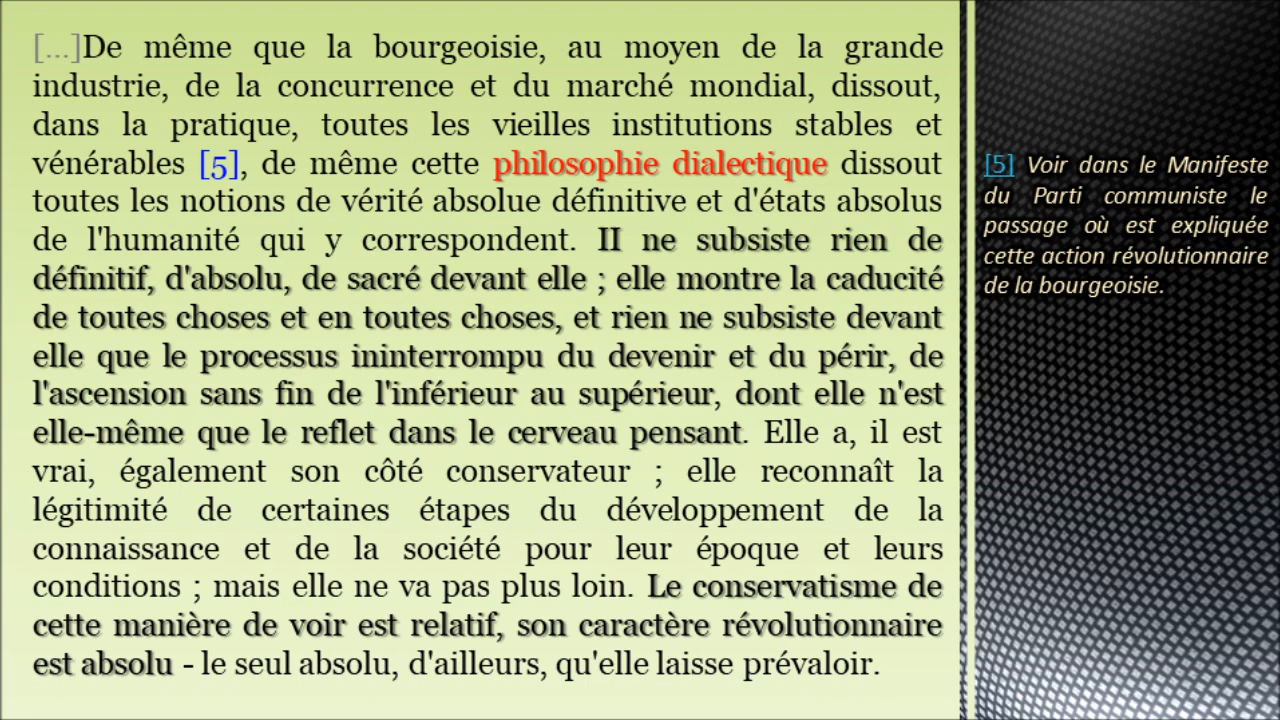 [...]De même que la bourgeoisie, au moyen de la grande
industrie, de la concurrence et du marché mondial, dissout,
dans la pratique, toutes les vieilles institutions stables et
vénérables [5], de même cette philosophie dialectique dissout
toutes les notions de vérité absolue définitive et d'états absolus
de l'humanité qui y correspondent. II ne subsiste rien de
définitif, d'absolu, de sacré devant elle ; elle montre la caducité
de toutes choses et en toutes choses, et rien ne subsiste devant
elle que le processus ininterrompu du devenir et du périr, de
l'ascension sans fin de l'inférieur au supérieur, dont elle n'est
elle-même que le reflet dans le cerveau pensant. Elle a, il est
vrai, également son côté conservateur ; elle reconnaît la
légitimité de certaines étapes du développement de la
connaissance et de la société pour leur époque et leurs
conditions ; mais elle ne va pas plus loin. Le conservatisme de
cette manière de voir est relatif, son caractère révolutionnaire
est absolu - le seul absolu, d'ailleurs, qu'elle laisse prévaloir.
[5] Voir dans le Manifeste
du Parti communiste le
passage où est expliquée
cette action révolutionnaire
de la bourgeoisie.